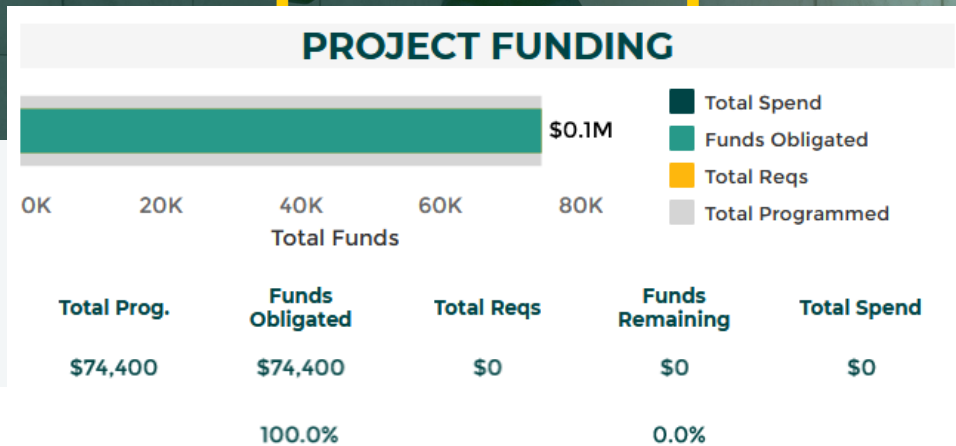 PROJECT FUNDING
$0.1M
Total Spend
Funds Obligated
Total Reqs
Total Programmed
0K 20K 40K 60K 80K
Total Funds
Total Prog. Funds Obligated Total Reqs Funds Remaining Total Spend
$74,400 $74,400 $0 $0 $0
100.0% 0.0%